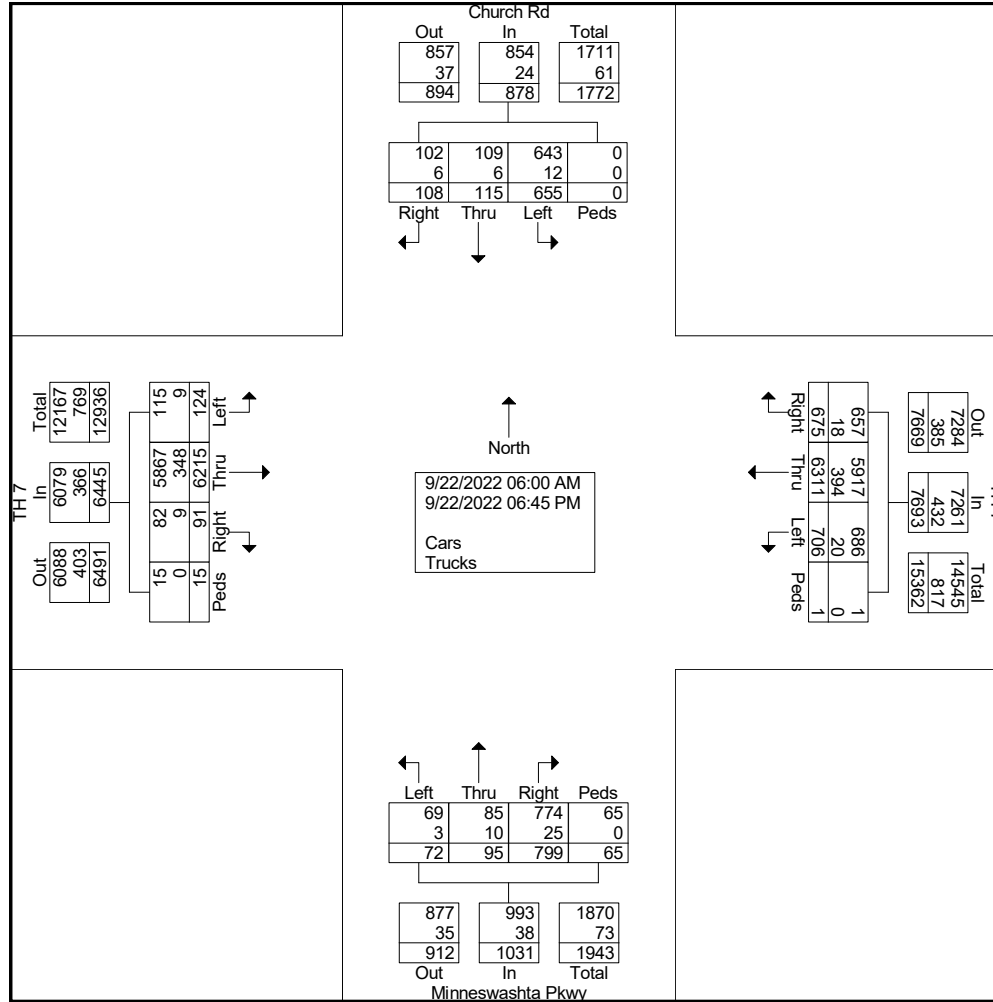 Church Rd
Out In Total
857 854 1711
37 24 61
894 878 1772
102 109 643 0
6 6 12 0
108 115 655 0
Right Thru Left Peds
TH 7
Total In Out
12167 6079 6088
769 366 403
12936 6445 6491
115 5867 82 15
9 348 9 0
124 6215 91 15
Left Thru Right Peds
North
9/22/2022 06:00 AM
9/22/2022 06:45 PM
Cars
Trucks
Right Thru Left Peds
657 5917 686 1
18 394 20 0
675 6311 706 1
Out In Total
7284 7261 14545
385 432 817
7669 7693 15362
Left Thru Right Peds
69 85 774 65
3 10 25 0
72 95 799 65
877 993 1870
35 38 73
912 1031 1943
Out In Total
Minneswashta Pkwy